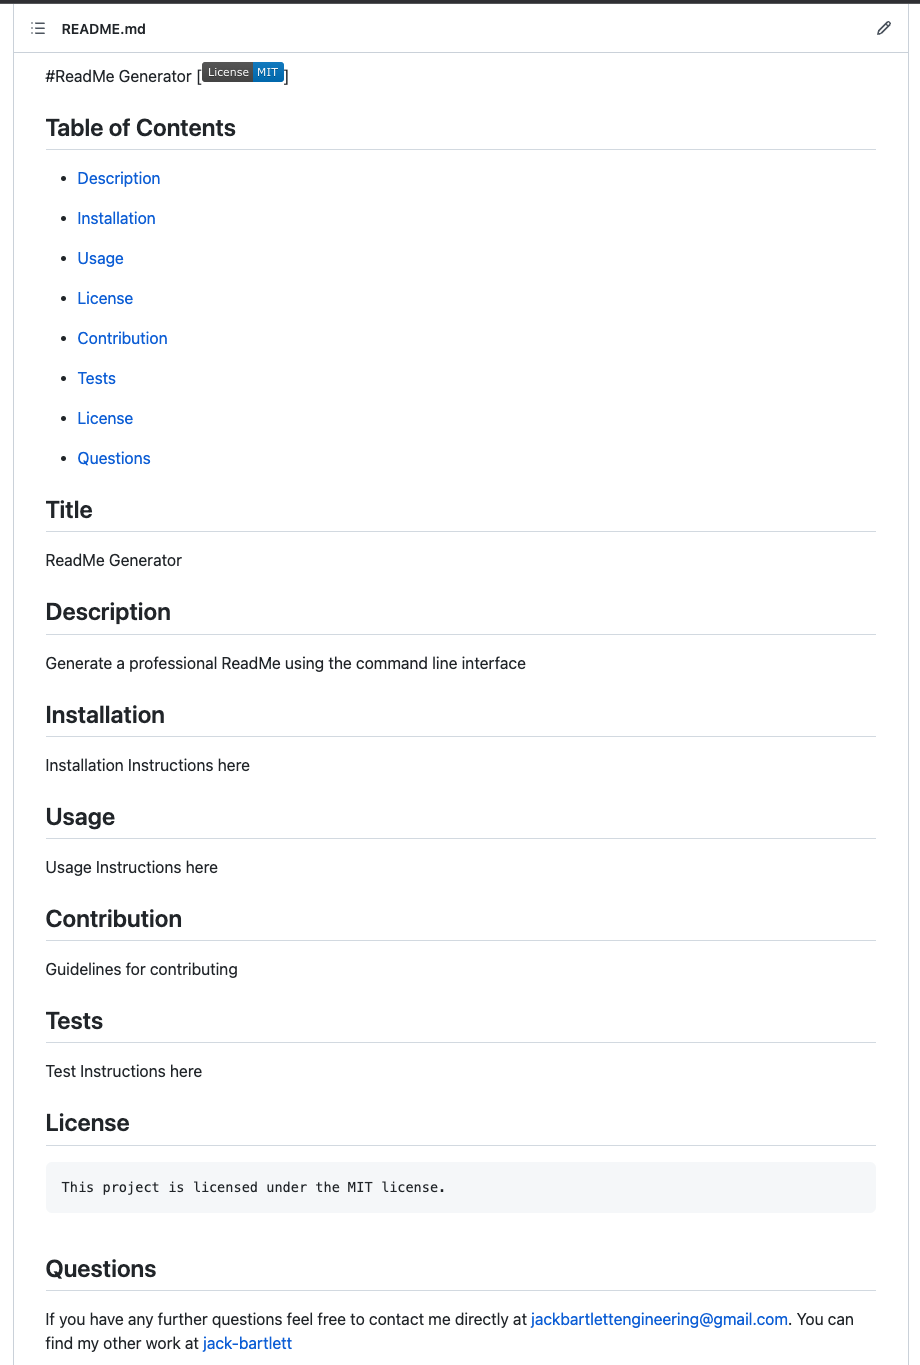 README.md
#ReadMe Generator [License MIT]
Table of Contents
• Description
• Installation
• Usage
• License
• Contribution
• Tests
• License
• Questions
Title
ReadMe Generator
Description
Generate a professional ReadMe using the command line interface
Installation
Installation Instructions here
Usage
Usage Instructions here
Contribution
Guidelines for contributing
Tests
Test Instructions here
License
This project is licensed under the MIT license.
Questions
If you have any further questions feel free to contact me directly at jackbartlettengineering@gmail.com. You can
find my other work at jack-bartlett